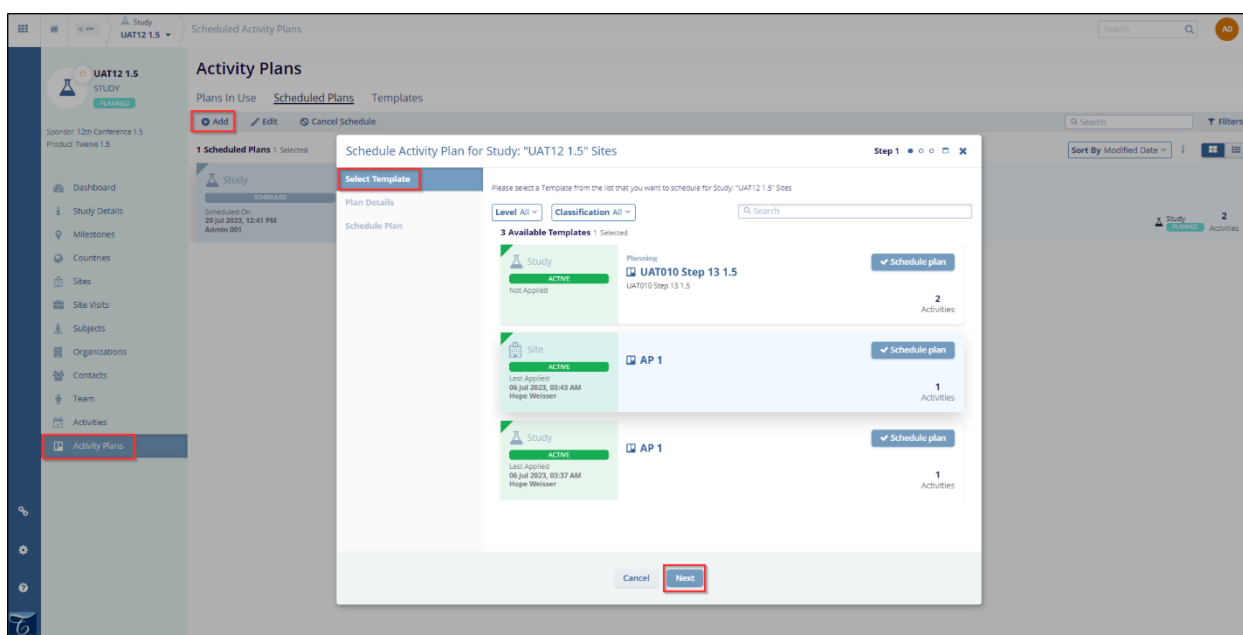 Study
UAT12 1.5
Scheduled Activity Plans
Search
AO
UAT12 1.5
STUDY
PLANNED
Sponsor 12th Conference 1.5
Product Twelve 1.5
Dashboard
Study Details
Milestones
Countries
Sites
Site Visits
Subjects
Organizations
Contacts
Team
Activities
Activity Plans
Activity Plans
Plans In Use Scheduled Plans Templates
Add Edit Cancel Schedule
Search
Filters
1 Scheduled Plans 1 Selected
Sort By Modified Date
Study
SCHEDULED
Scheduled On
20 Jul 2023, 12:41 PM
Admin 001
Study
PLANNED
2
Activities
Schedule Activity Plan for Study: "UAT12 1.5" Sites
Step 1
Select Template
Plan Details
Schedule Plan
Please select a Template from the list that you want to schedule for Study: "UAT12 1.5" Sites
Level All Classification All
Search
3 Available Templates 1 Selected
Study
ACTIVE
Not Applied
Planning
UAT010 Step 13 1.5
UAT010 Step 13 1.5
Schedule plan
2
Activities
Site
ACTIVE
Last Applied
06 Jul 2023, 03:43 AM
Hope Weisser
AP 1
Schedule plan
1
Activities
Study
ACTIVE
Last Applied
06 Jul 2023, 03:37 AM
Hope Weisser
AP 1
Schedule plan
1
Activities
Cancel Next